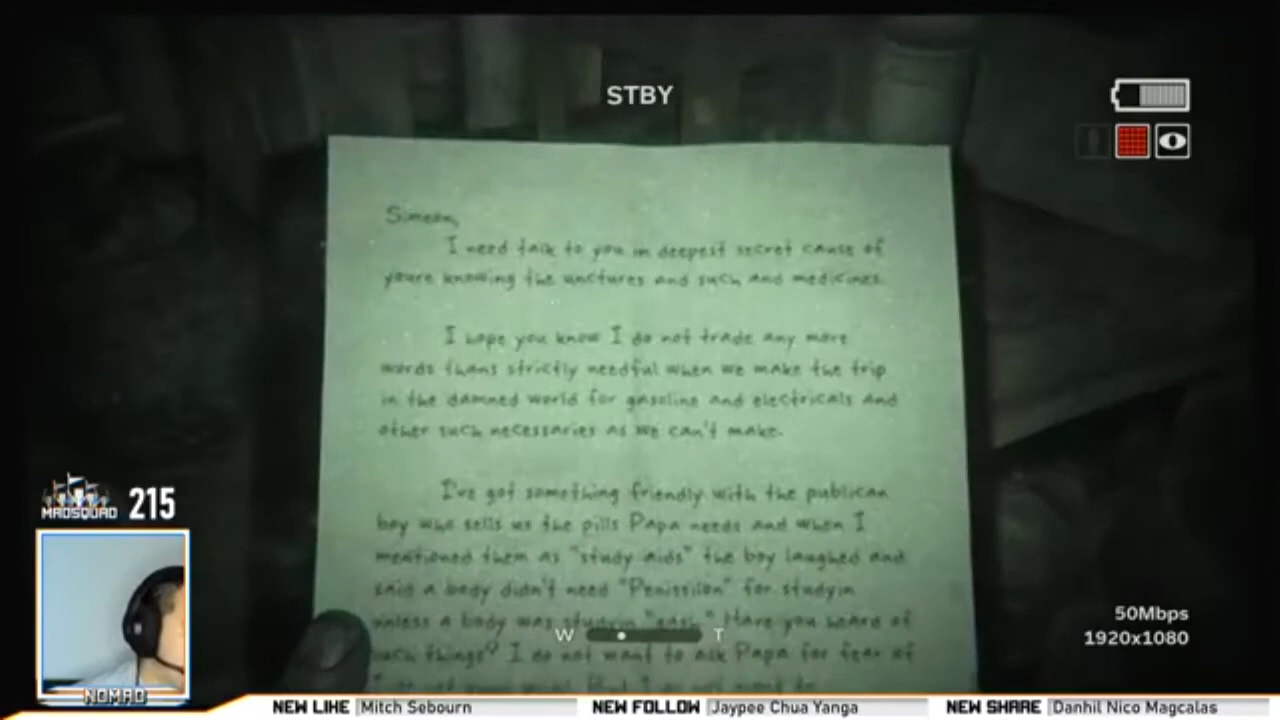 STBY
Simeon,
I need talk to you in deepest secret cause of
youre knowing the unctures and such and medicines.
I hope you know I do not trade any more
words thans strictly needful when we make the trip
in the damned world for gasoline and electricals and
other such necessaries as we can't make.
I've got something friendly with the publican
boy who sells us the pills Papa needs and when I
mentioned them as "study aids" the boy laughed and
said a body didn't need "Penissilen" for studyin
unless a body was studyin "gash." Have you heard of
such things? I do not want to ask Papa for fear of
W T
50Mbps
1920x1080
MADSQUAD 215
NOMAD
NEW LIKE Mitch Sebourn NEW FOLLOW Jaypee Chua Yanga NEW SHARE Danhil Nico Magcalas